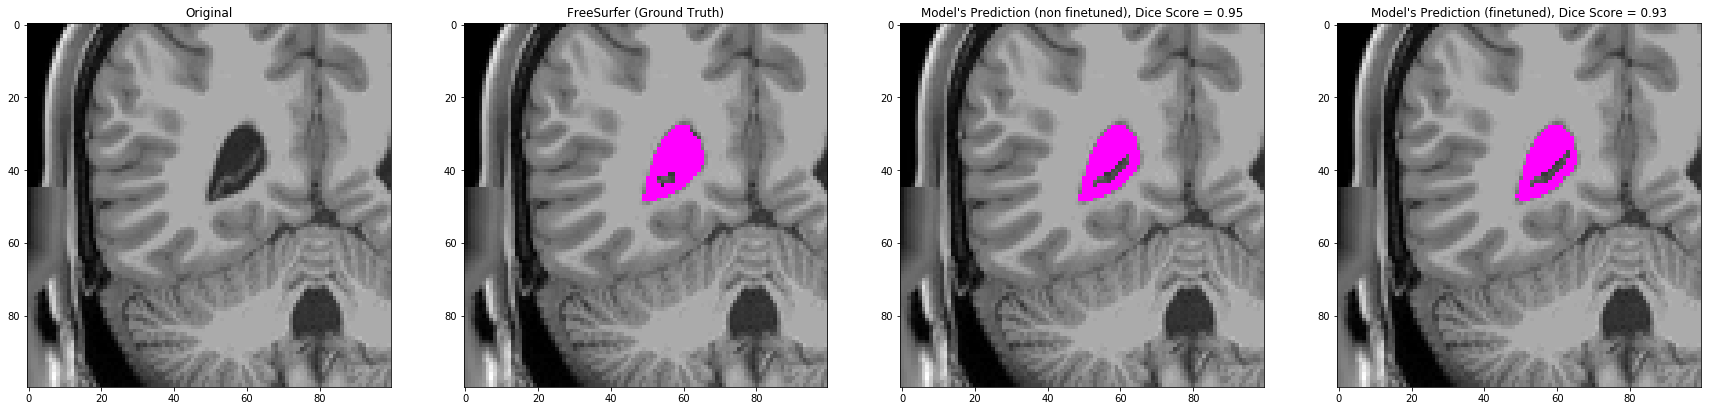 Original
FreeSurfer (Ground Truth)
Model's Prediction (non finetuned), Dice Score = 0.95
Model's Prediction (finetuned), Dice Score = 0.93
0
20
40
60
80
0 20 40 60 80
0
20
40
60
80
0 20 40 60 80
0
20
40
60
80
0 20 40 60 80
0
20
40
60
80
0 20 40 60 80